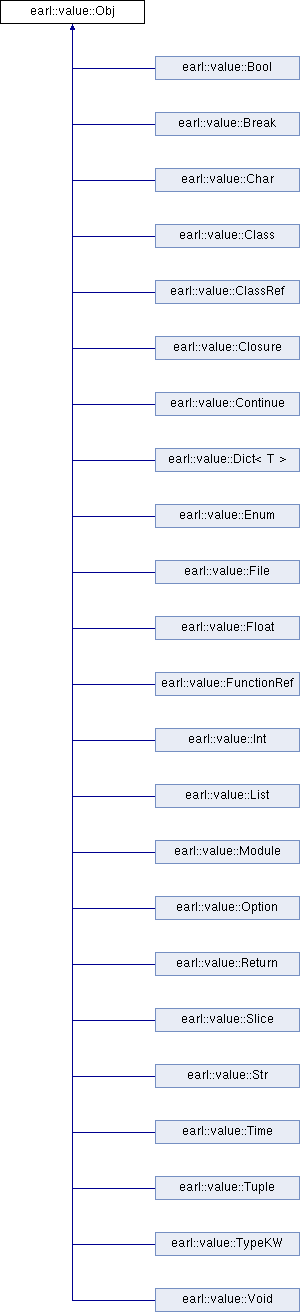 earl::value::Obj
earl::value::Bool
earl::value::Break
earl::value::Char
earl::value::Class
earl::value::ClassRef
earl::value::Closure
earl::value::Continue
earl::value::Dict< T >
earl::value::Enum
earl::value::File
earl::value::Float
earl::value::FunctionRef
earl::value::Int
earl::value::List
earl::value::Module
earl::value::Option
earl::value::Return
earl::value::Slice
earl::value::Str
earl::value::Time
earl::value::Tuple
earl::value::TypeKW
earl::value::Void